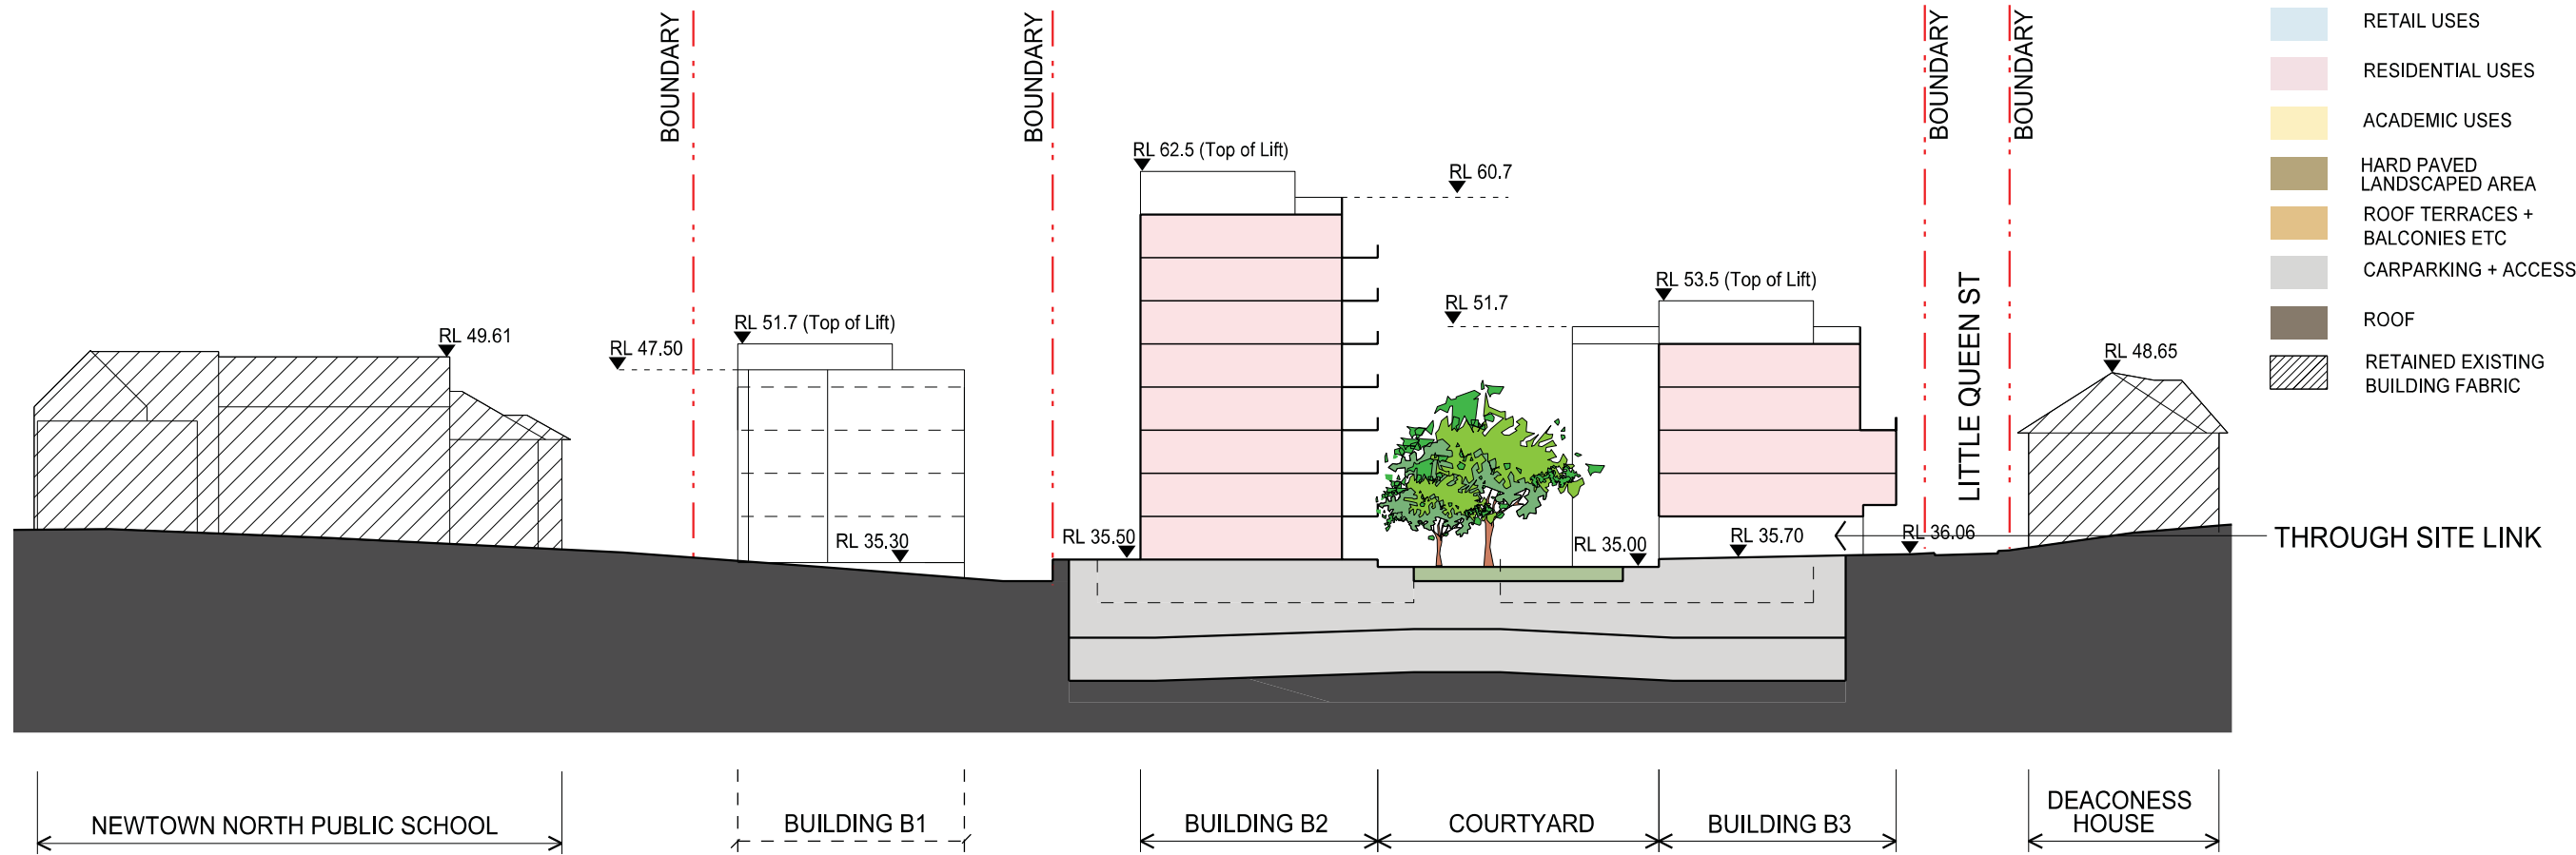 BOUNDARY
BOUNDARY
BOUNDARY
BOUNDARY
RETAIL USES
RESIDENTIAL USES
ACADEMIC USES
HARD PAVED
LANDSCAPED AREA
ROOF TERRACES +
BALCONIES ETC
CARPARKING + ACCESS
ROOF
RETAINED EXISTING
BUILDING FABRIC
RL 62.5 (Top of Lift)
RL 60.7
RL 53.5 (Top of Lift)
RL 51.7
RL 51.7 (Top of Lift)
RL 49.61
RL 47.50
RL 48.65
LITTLE QUEEN ST
RL 35.30
RL 35.50
RL 35.00
RL 35.70
RL 36.06
THROUGH SITE LINK
NEWTOWN NORTH PUBLIC SCHOOL
BUILDING B1
BUILDING B2
COURTYARD
BUILDING B3
DEACONESS
HOUSE